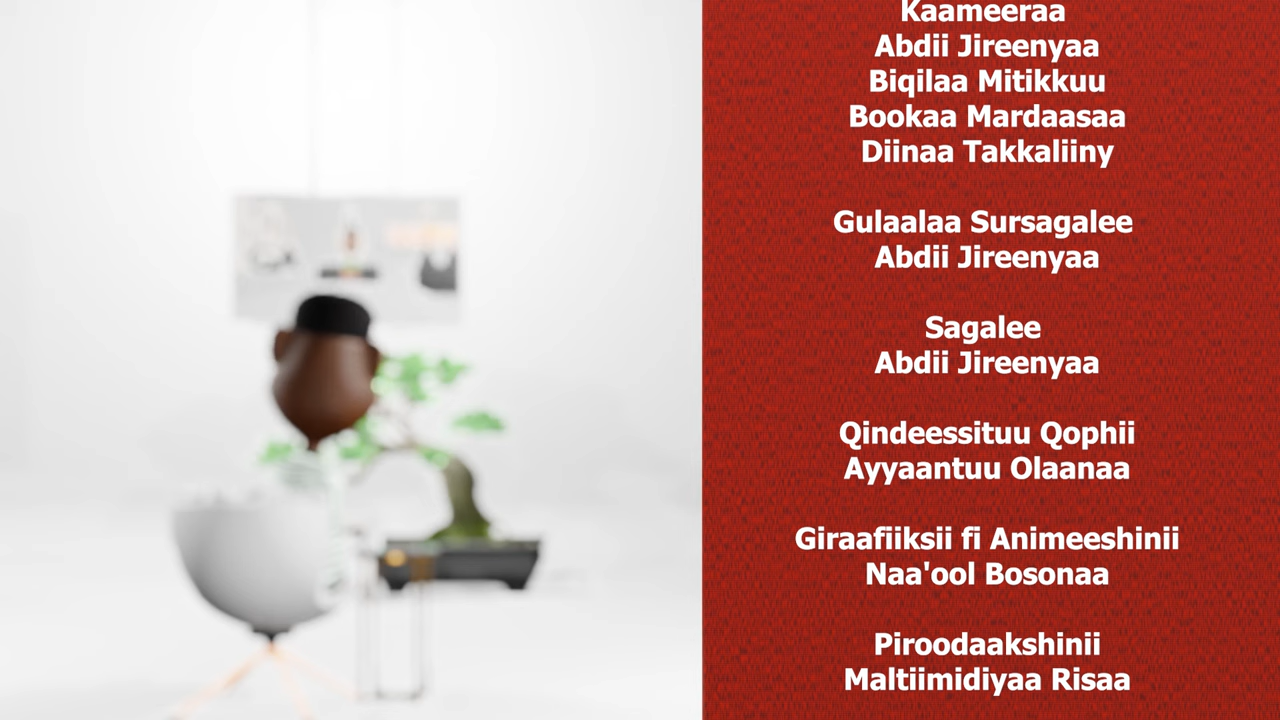 Kaameeraa
Abdii Jireenyaa
Biqilaa Mitikkuu
Bookaa Mardaasaa
Diinaa Takkaliiny
Gulaalaa Sursagalee
Abdii Jireenyaa
Sagalee
Abdii Jireenyaa
Qindeessituu Qophii
Ayyaantuu Olaanaa
Giraafiiksii fi Animeeshinii
Naa'ool Bosonaa
Piroodaakshinii
Maltiimidiyaa Risaa